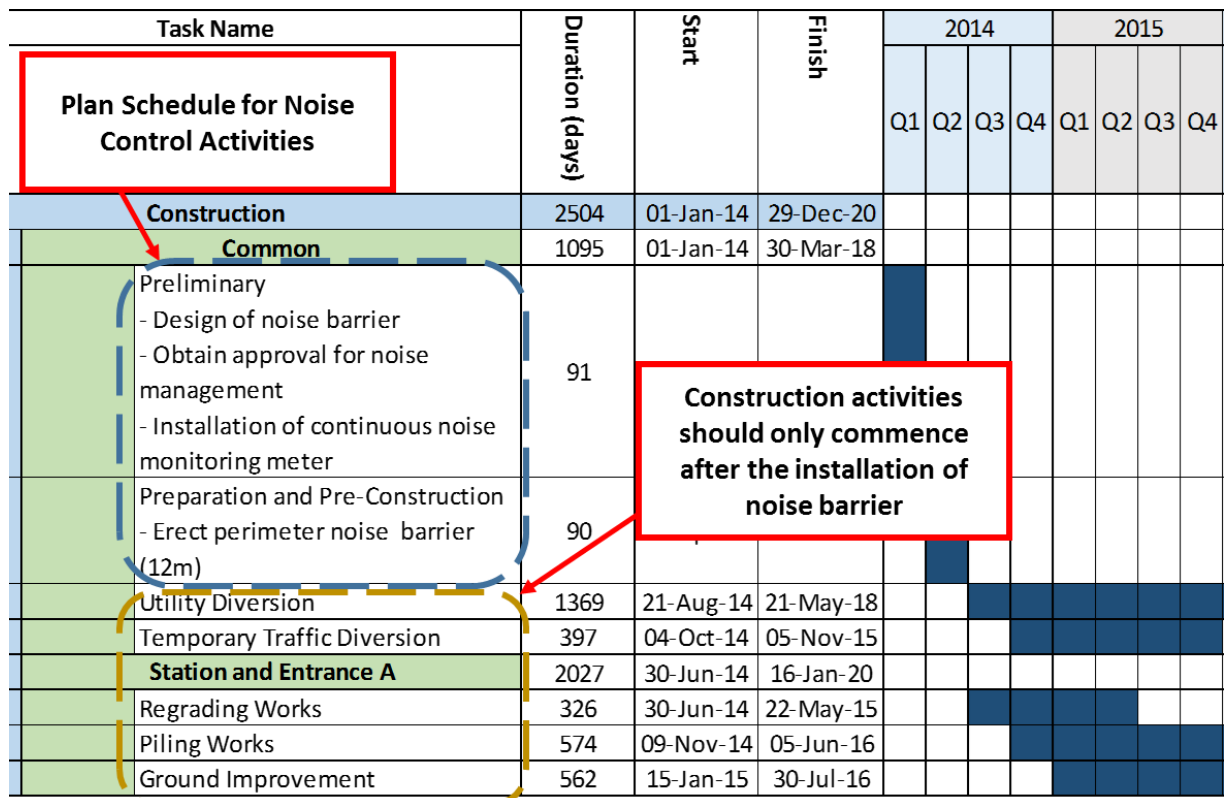 Task Name
Duration (days)
Start
Finish
2014
2015
Q1 Q2 Q3 Q4 Q1 Q2 Q3 Q4
Plan Schedule for Noise
Control Activities
Construction 2504 01-Jan-14 29-Dec-20
Common 1095 01-Jan-14 30-Mar-18
Preliminary
- Design of noise barrier
- Obtain approval for noise
management
- Installation of continuous noise
monitoring meter
91
Construction activities
should only commence
after the installation of
noise barrier
Preparation and Pre-Construction
- Erect perimeter noise barrier
(12m)
90
Utility Diversion 1369 21-Aug-14 21-May-18
Temporary Traffic Diversion 397 04-Oct-14 05-Nov-15
Station and Entrance A 2027 30-Jun-14 16-Jan-20
Regrading Works 326 30-Jun-14 22-May-15
Piling Works 574 09-Nov-14 05-Jun-16
Ground Improvement 562 15-Jan-15 30-Jul-16